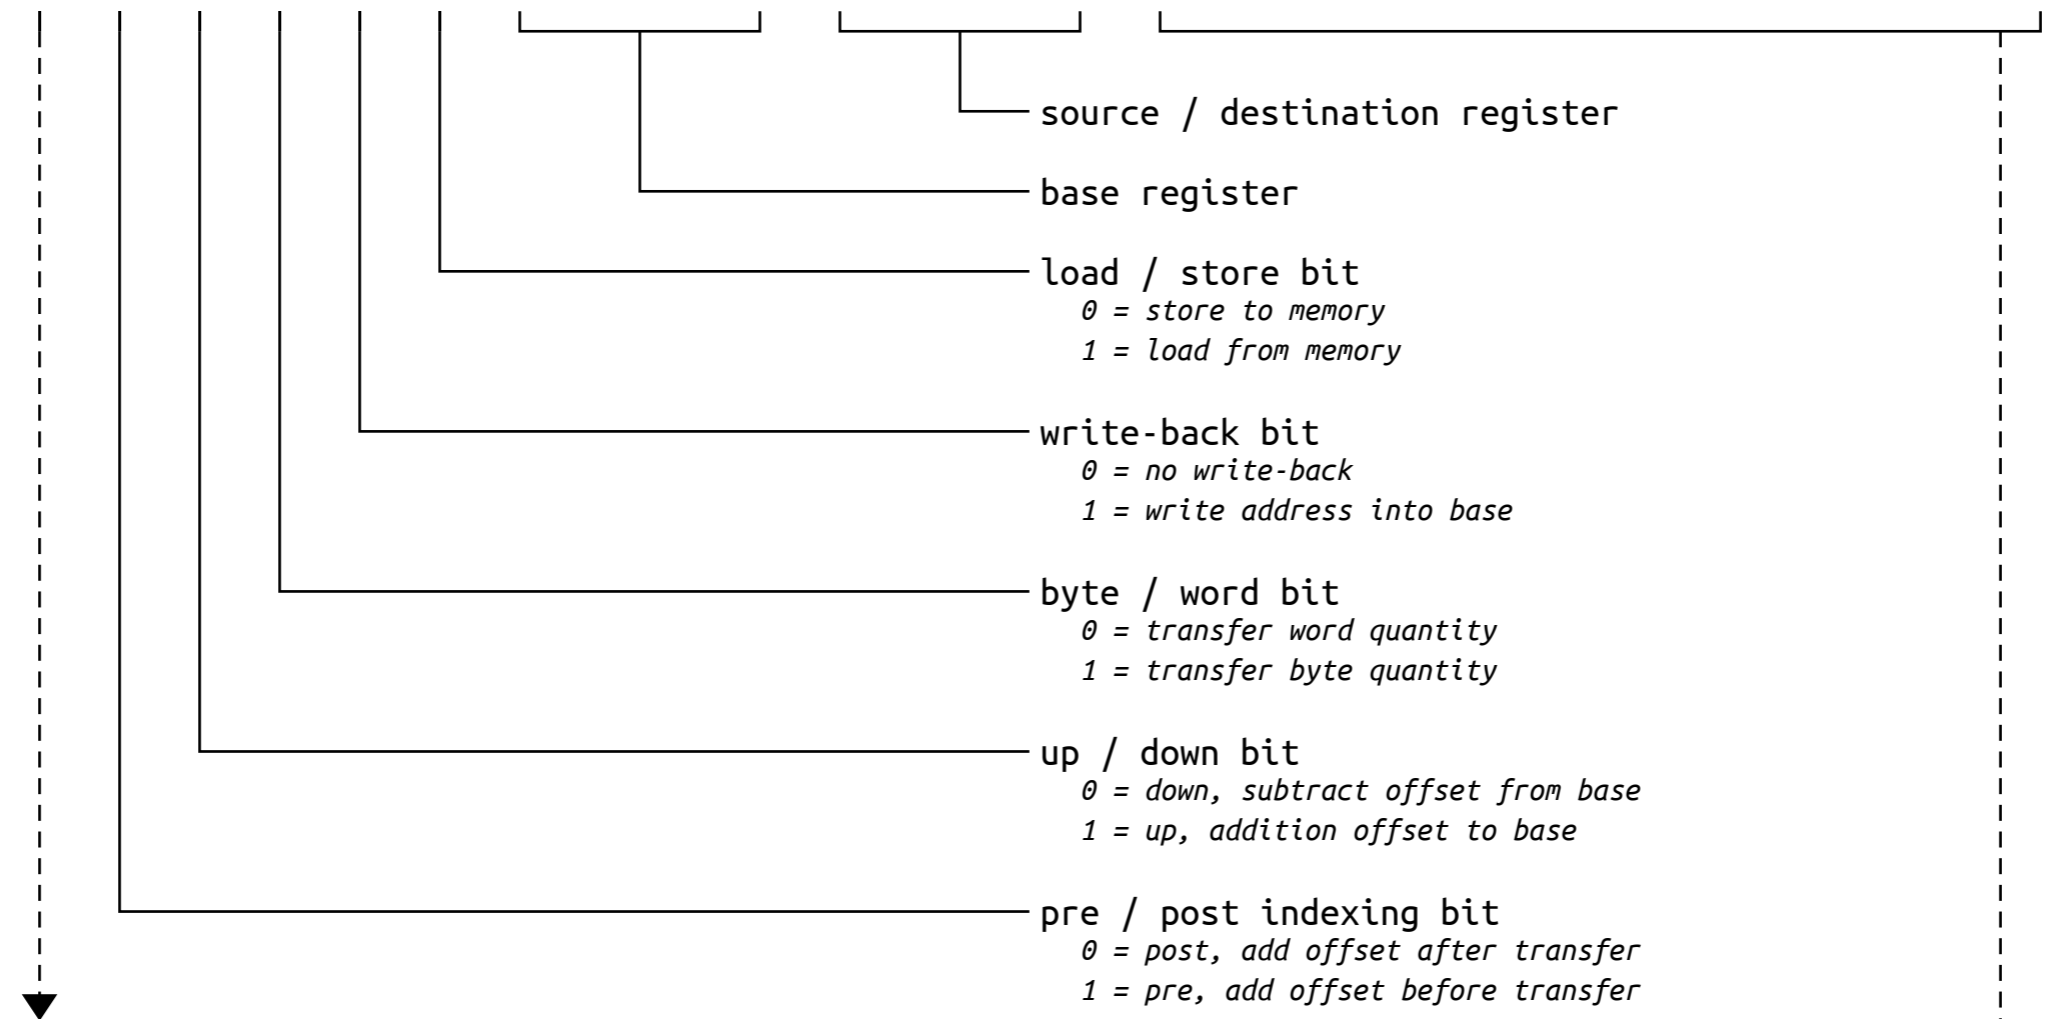 source / destination register
base register
load / store bit
0 = store to memory
1 = load from memory
write-back bit
0 = no write-back
1 = write address into base
byte / word bit
0 = transfer word quantity
1 = transfer byte quantity
up / down bit
0 = down, subtract offset from base
1 = up, addition offset to base
pre / post indexing bit
0 = post, add offset after transfer
1 = pre, add offset before transfer